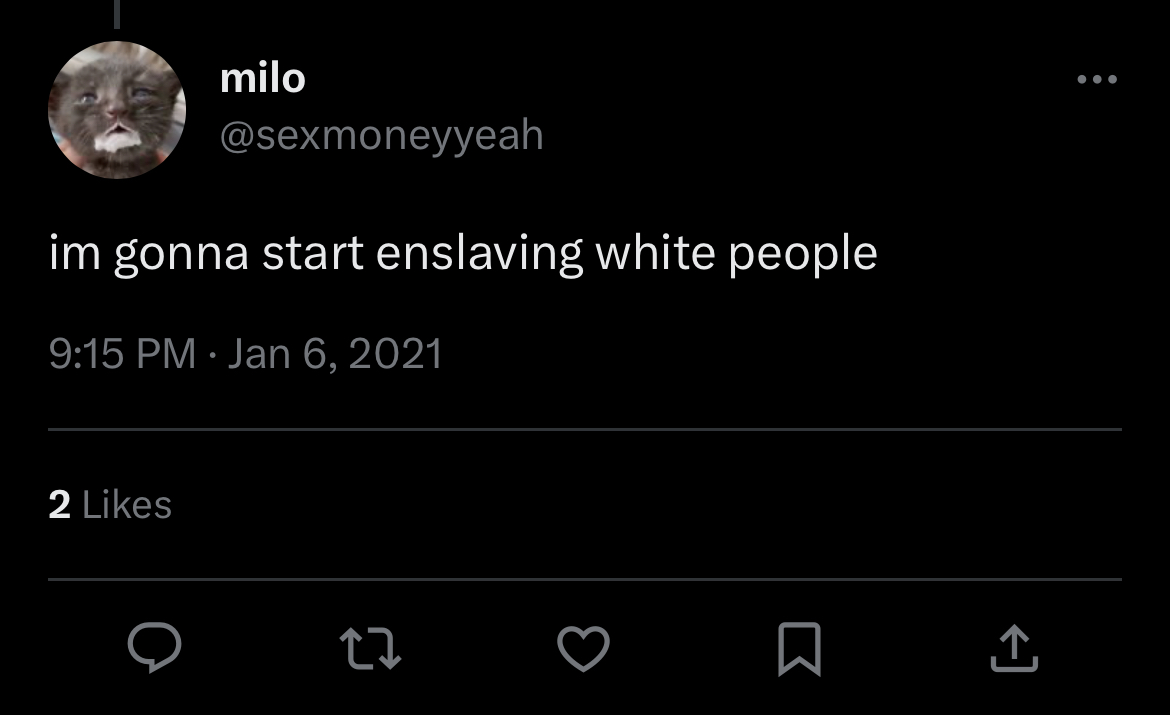 milo
@sexmoneyyeah
im gonna start enslaving white people
9:15 PM · Jan 6, 2021
2 Likes